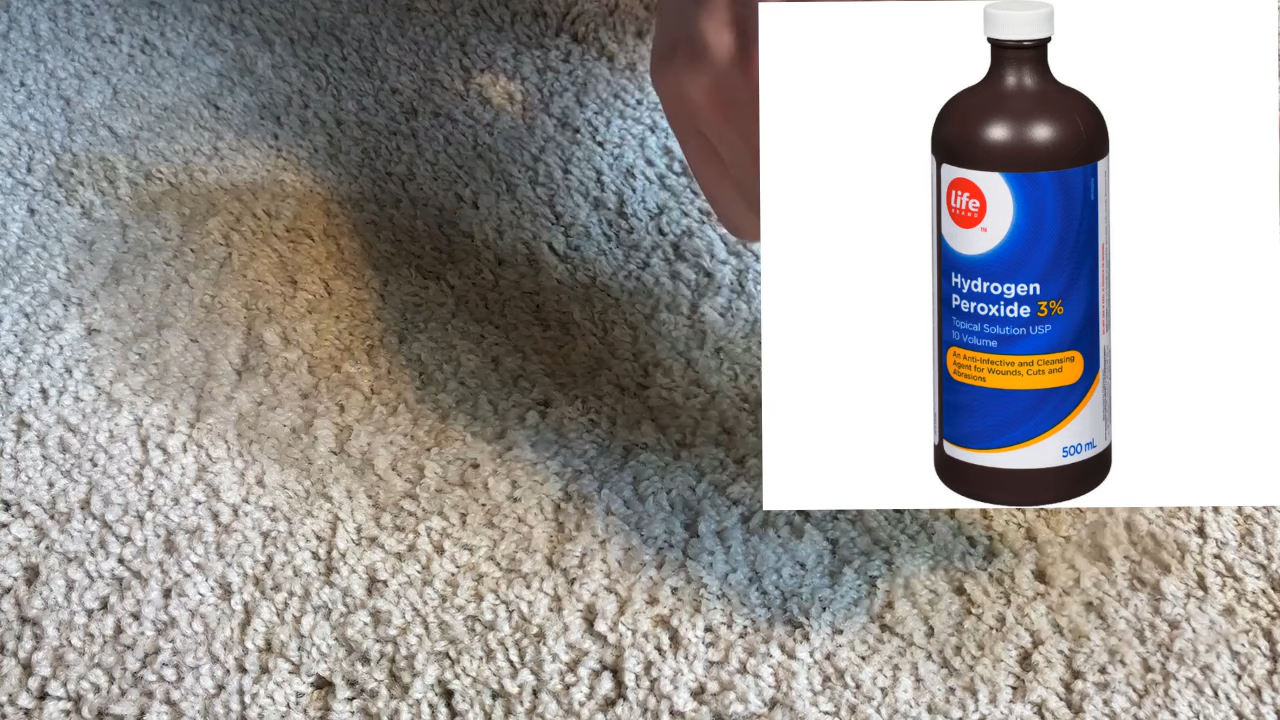 life
BRAND
TM
Hydrogen
Peroxide 3%
Topical Solution USP
10 Volume
An Anti-Infective and Cleansing
Agent for Wounds, Cuts and
Abrasions
500 mL